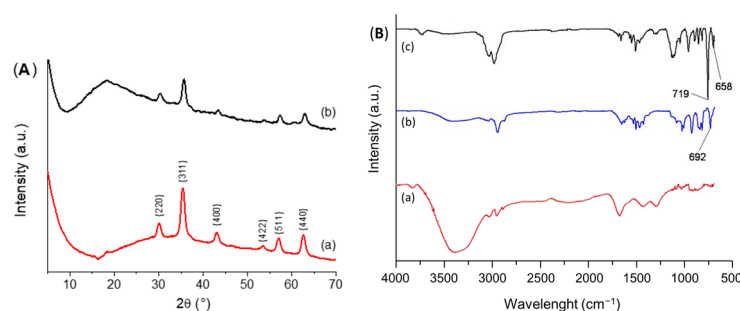 (A)
Intensity (a.u.)
(b)
{220}
{311}
{400}
{422}
{511}
{440}
(a)
10 20 30 40 50 60 70
2θ (°)
(B)
Intensity (a.u.)
(c)
719
658
(b)
692
(a)
4000 3500 3000 2500 2000 1500 1000 500
Wavelenght (cm⁻¹)